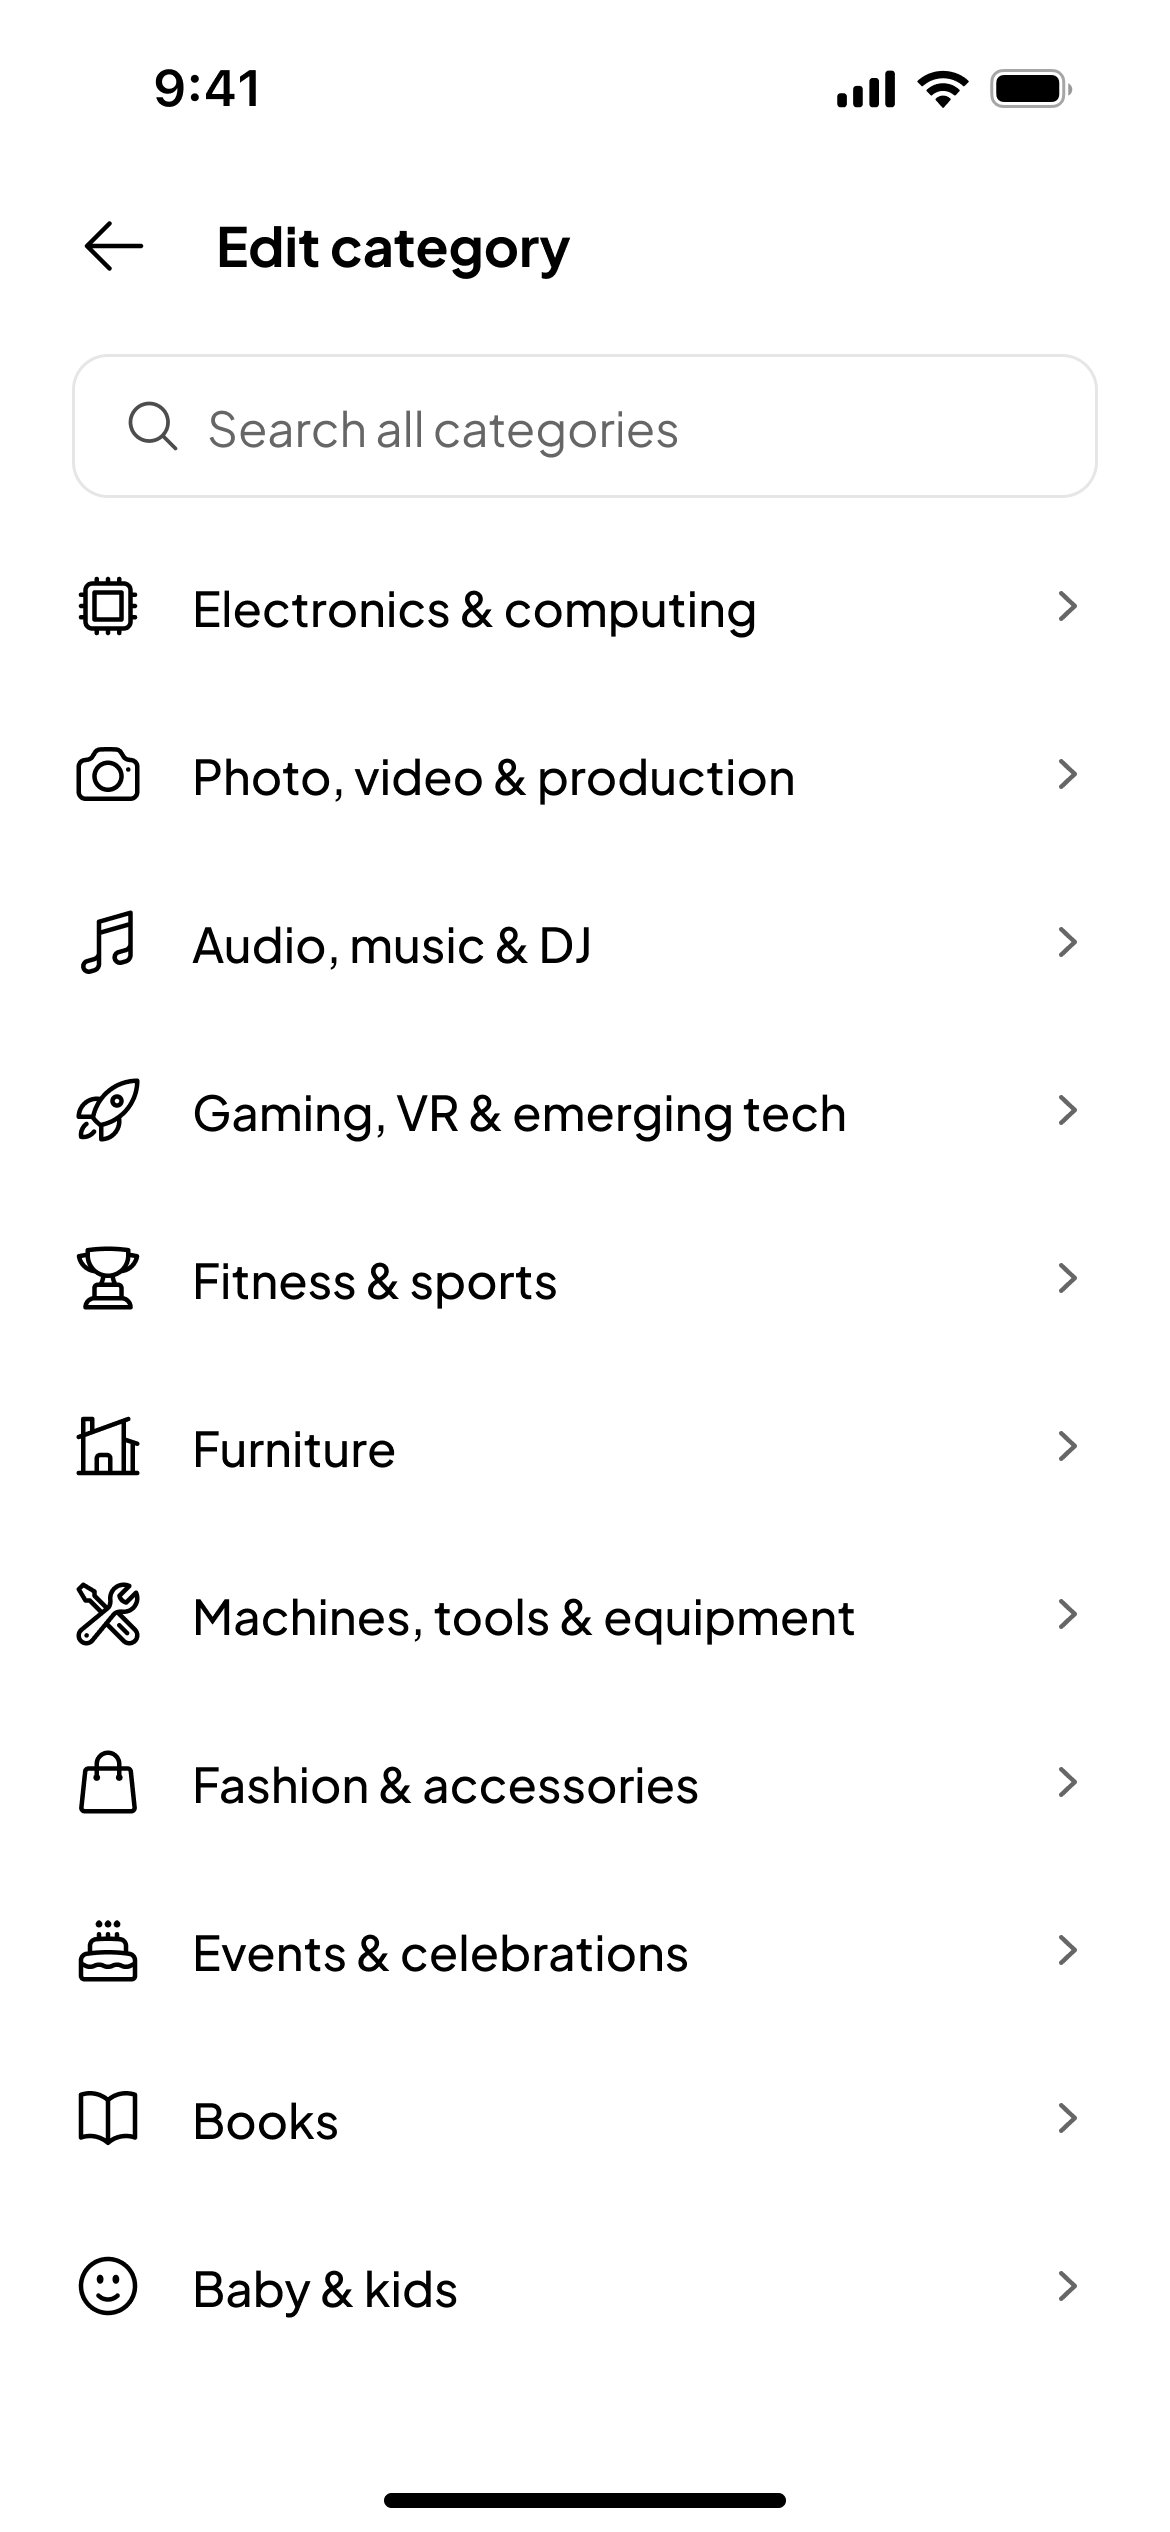 9:41
Edit category
Search all categories
Electronics & computing
Photo, video & production
Audio, music & DJ
Gaming, VR & emerging tech
Fitness & sports
Furniture
Machines, tools & equipment
Fashion & accessories
Events & celebrations
Books
Baby & kids